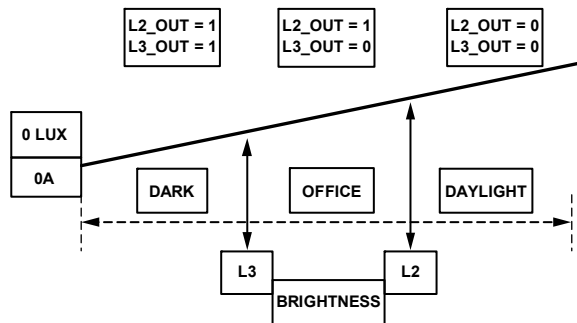 L2_OUT = 1
L3_OUT = 1
L2_OUT = 1
L3_OUT = 0
L2_OUT = 0
L3_OUT = 0
0 LUX
0A
DARK
OFFICE
DAYLIGHT
L3
L2
BRIGHTNESS